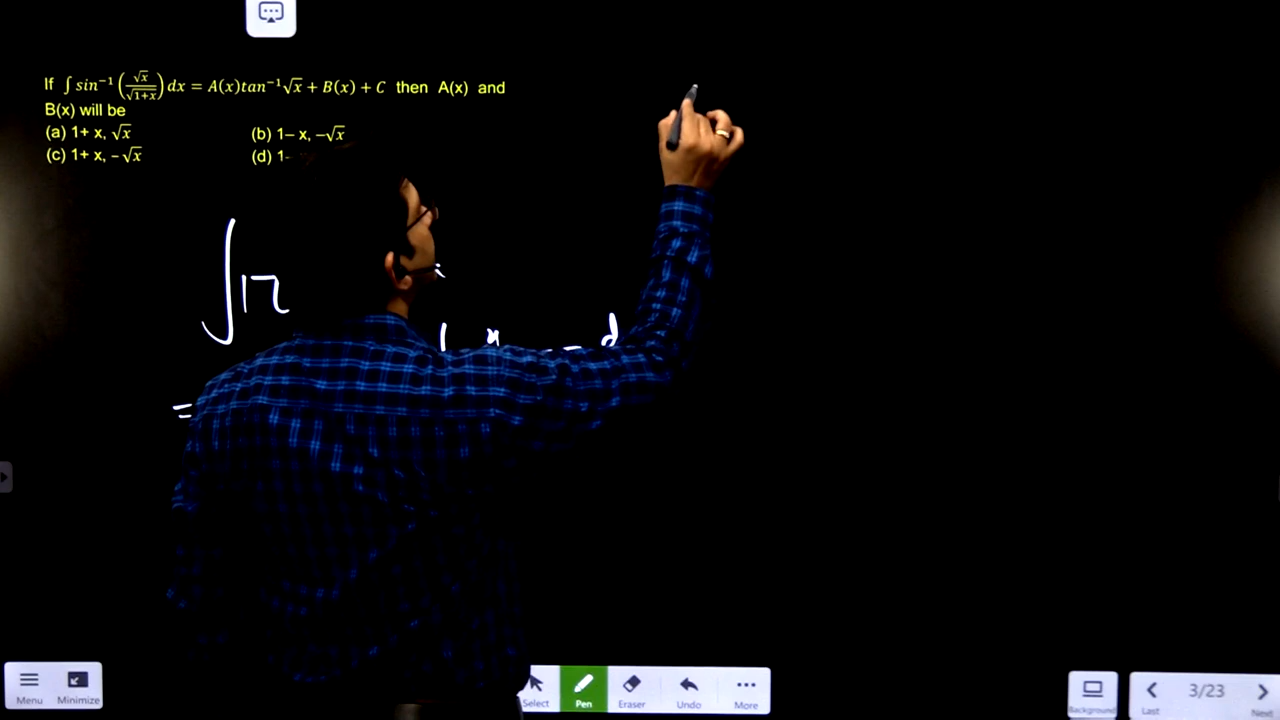 If ∫ sin⁻¹ (√x/√1+x) dx = A(x)tan⁻¹√x + B(x) + C then A(x) and
B(x) will be
(a) 1+ x, √x (b) 1– x, –√x
(c) 1+ x, – √x (d) 1-
∫ 1
=
Menu Minimize Select Pen Eraser Undo More Background Last 3/23 Next